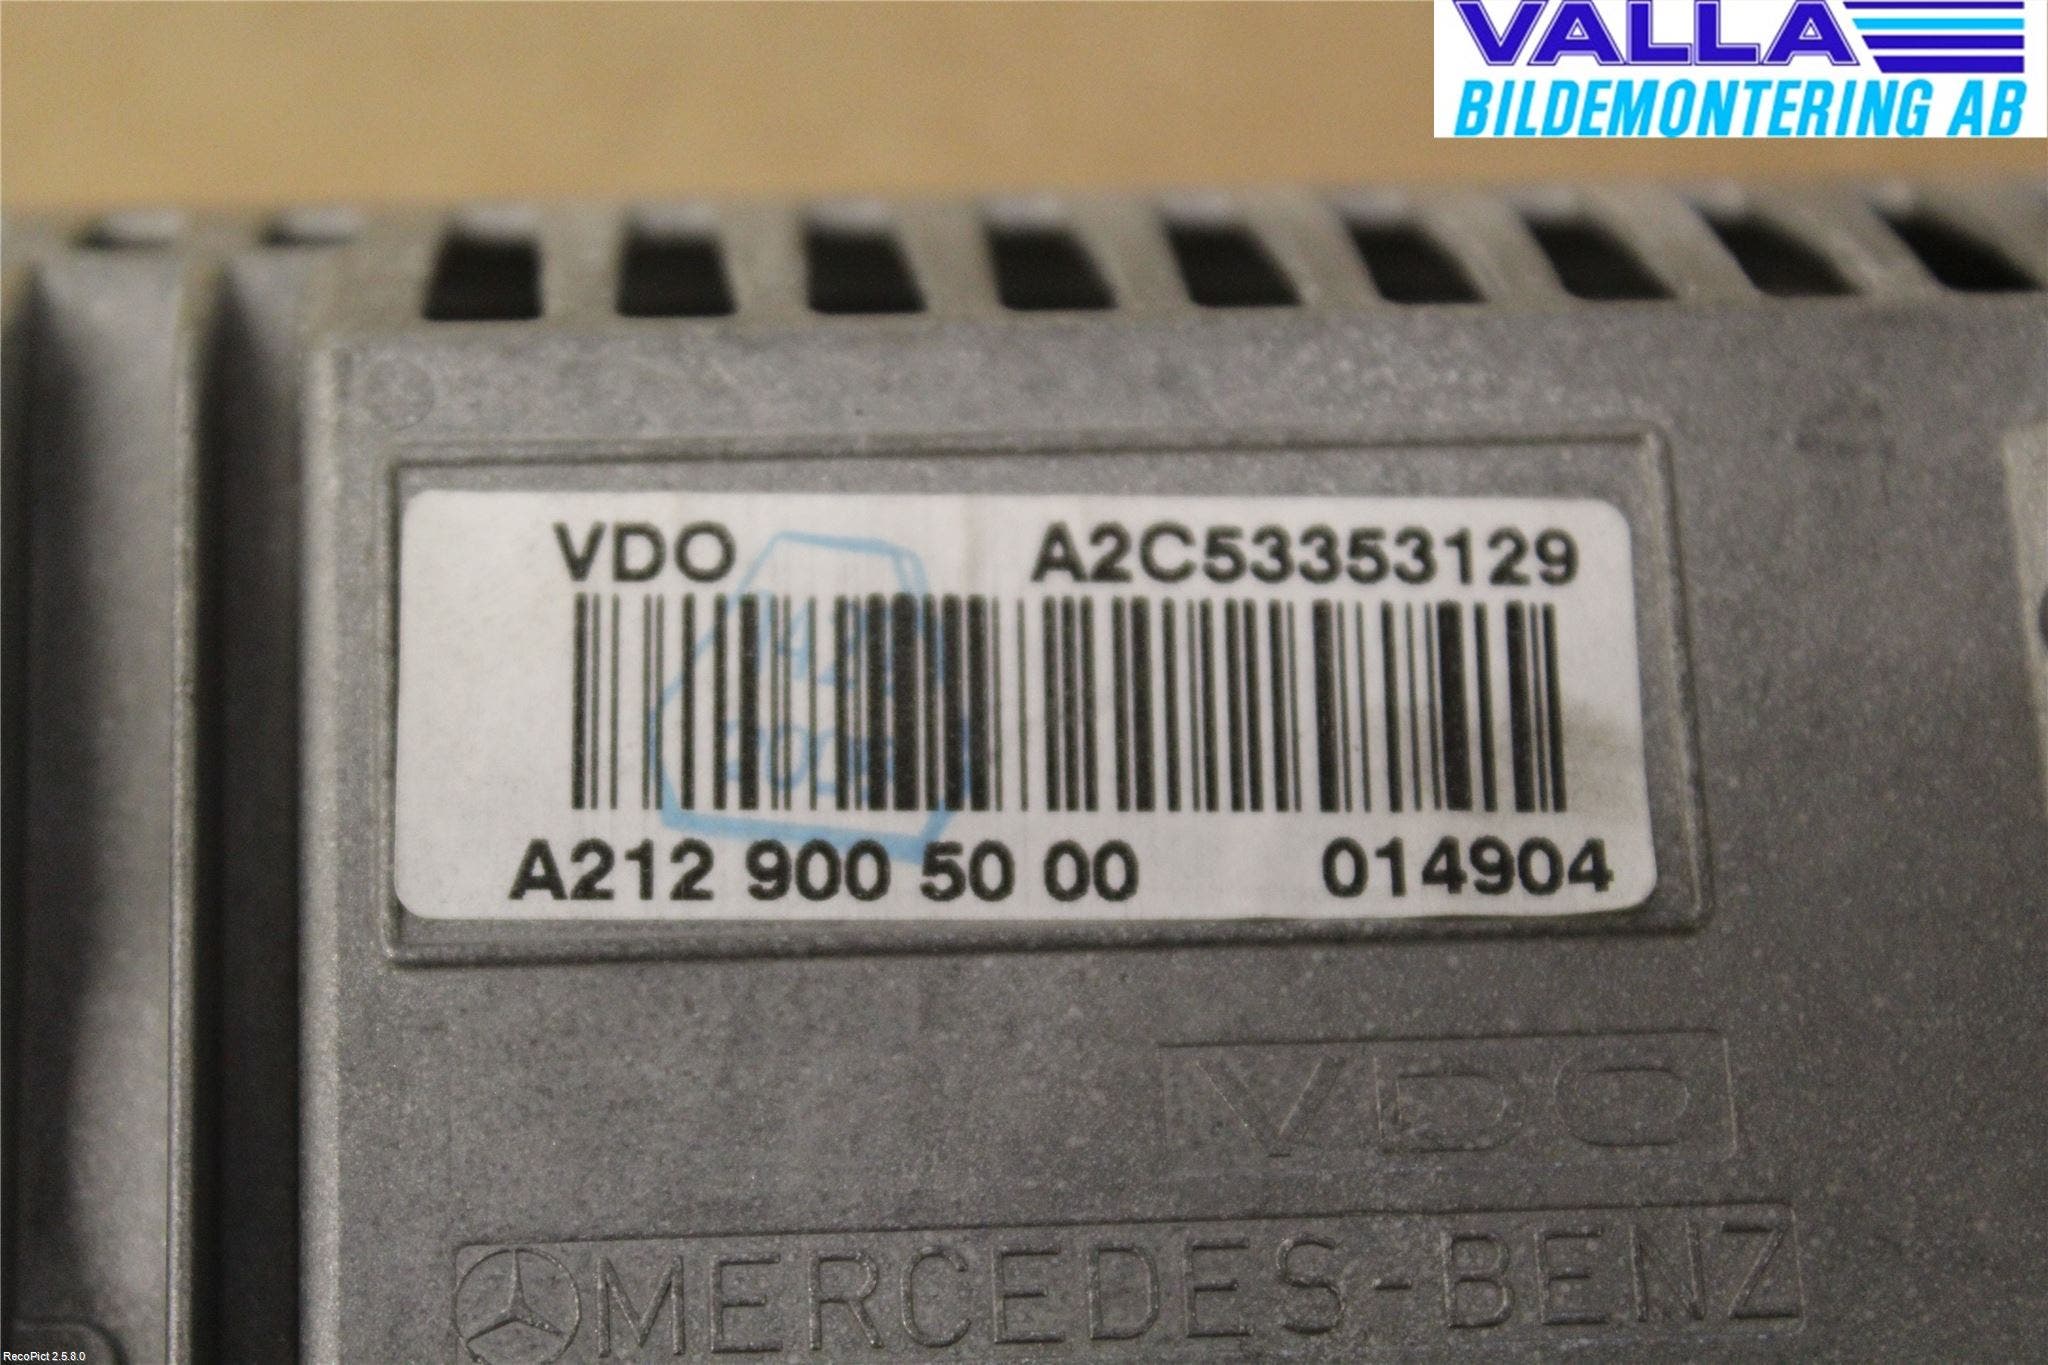 VALLA
BILDEMONTERING AB
VDO A2C53353129
A212 900 50 00 014904
VDO
MERCEDES-BENZ
RecoPict 2.5.8.0